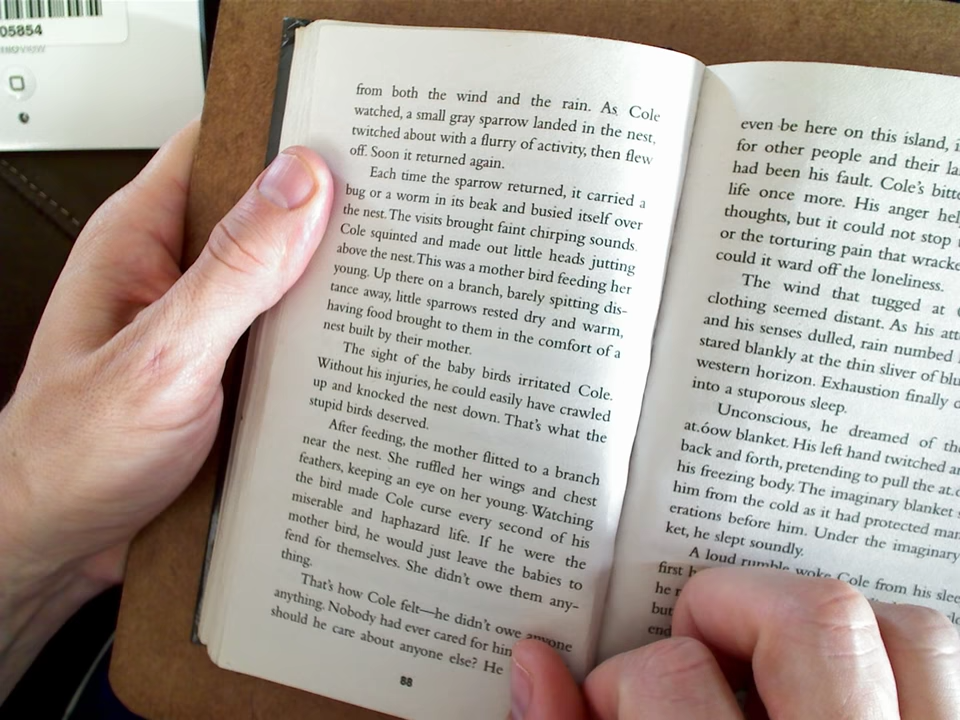 05854
from both the wind and the rain. As Cole
watched, a small gray sparrow landed in the nest,
twitched about with a flurry of activity, then flew
off. Soon it returned again.
Each time the sparrow returned, it carried a
bug or a worm in its beak and busied itself over
the nest. The visits brought faint chirping sounds.
Cole squinted and made out little heads jutting
above the nest. This was a mother bird feeding her
young. Up there on a branch, barely spitting dis-
tance away, little sparrows rested dry and warm,
having food brought to them in the comfort of a
nest built by their mother.
The sight of the baby birds irritated Cole.
Without his injuries, he could easily have crawled
up and knocked the nest down. That's what the
stupid birds deserved.
After feeding, the mother flitted to a branch
near the nest. She ruffled her wings and chest
feathers, keeping an eye on her young. Watching
the bird made Cole curse every second of his
miserable and haphazard life. If he were the
mother bird, he would just leave the babies to
fend for themselves. She didn't owe them any-
thing.
That's how Cole felt—he didn't owe anyone
anything. Nobody had ever cared for him
should he care about anyone else? He
88
even be here on this island,
for other people and their
had been his fault. Cole's
life once more. His anger
thoughts, but it could not stop
or the torturing pain that
could it ward off the loneliness.
The wind that tugged at
clothing seemed distant. As his
and his senses dulled, rain numbed
stared blankly at the thin sliver of
western horizon. Exhaustion finally
into a stuporous sleep.
Unconscious, he dreamed of
at.óow blanket. His left hand twitched
back and forth, pretending to pull the
his freezing body. The imaginary blanket
him from the cold as it had protected
erations before him. Under the imaginary
ket, he slept soundly.
A loud rumble woke Cole from his
first
he
but